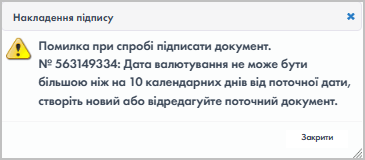 Накладення підпису
Помилка при спробі підписати документ.
№ 563149334: Дата валютування не може бути
більшою ніж на 10 календарних днів від поточної дати,
створіть новий або відредагуйте поточний документ.
Закрити